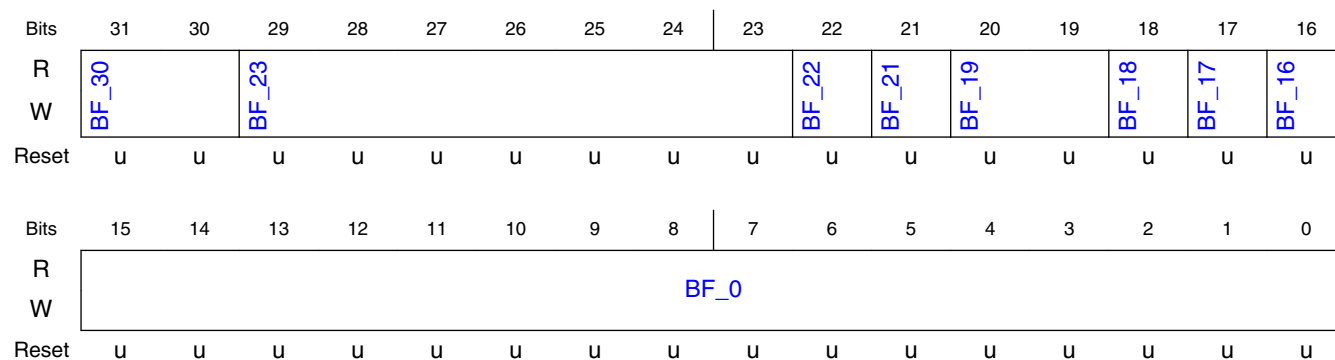 Bits 31 30 29 28 27 26 25 24 23 22 21 20 19 18 17 16
R
W
BF_30 BF_23 BF_22 BF_21 BF_19 BF_18 BF_17 BF_16
Reset u u u u u u u u u u u u u u u u
Bits 15 14 13 12 11 10 9 8 7 6 5 4 3 2 1 0
R
BF_0
W
Reset u u u u u u u u u u u u u u u u